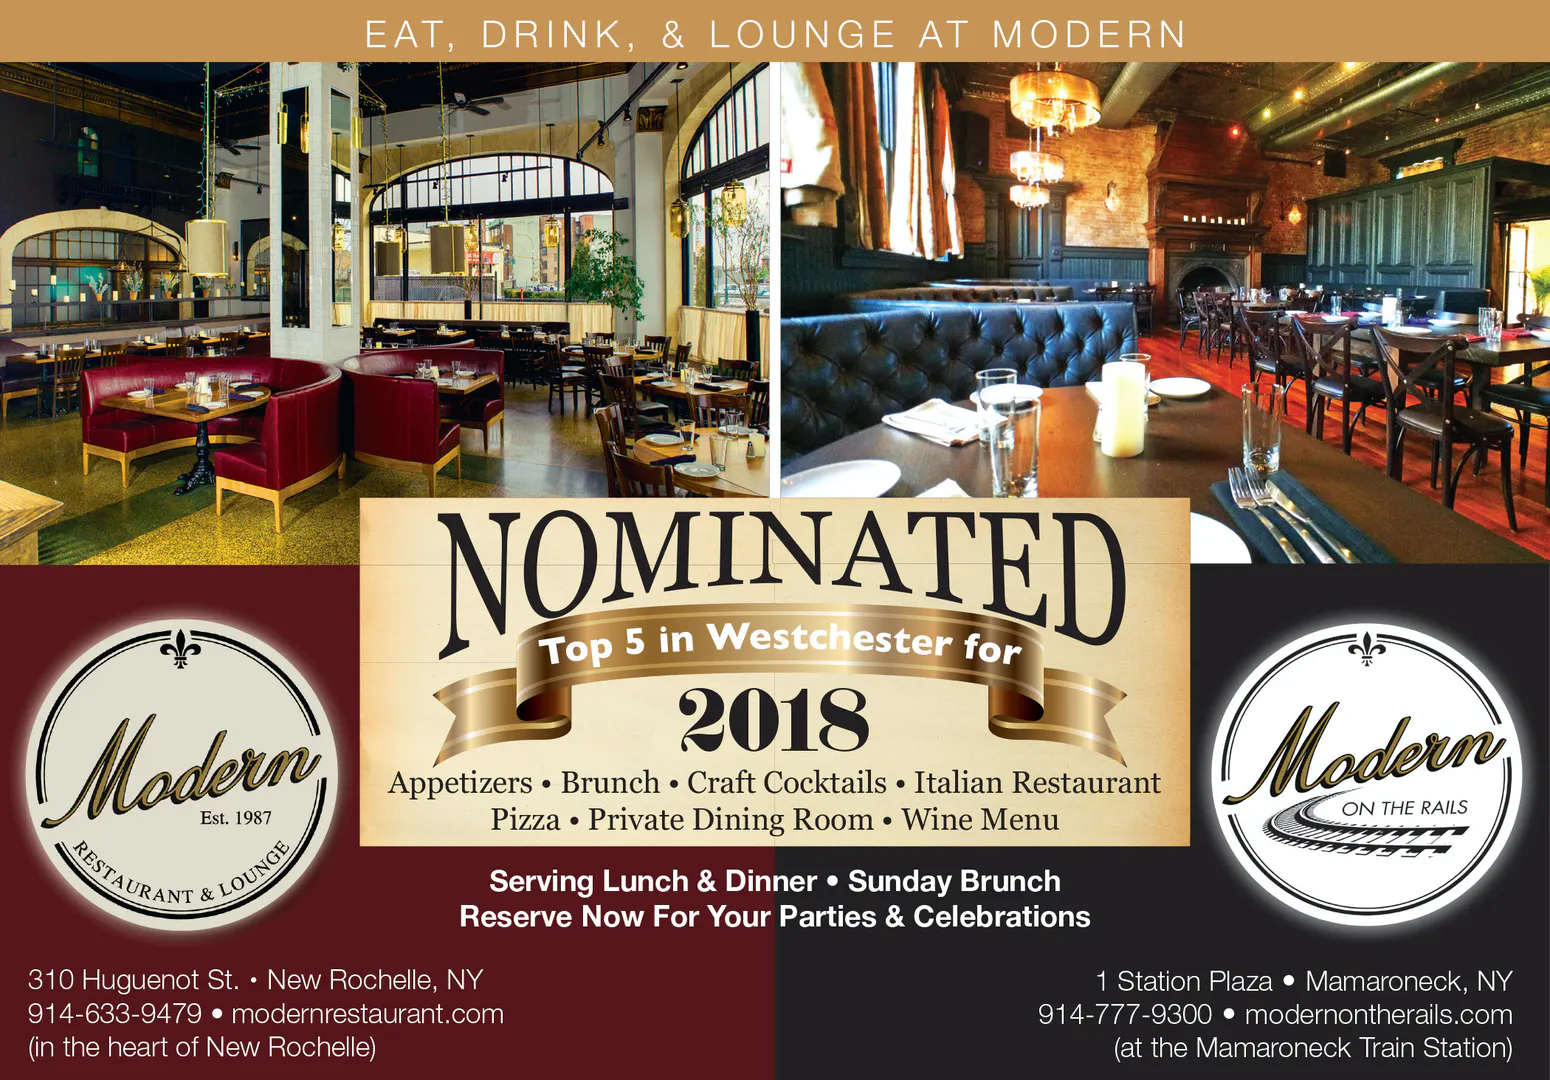 EAT, DRINK, & LOUNGE AT MODERN
NOMINATED
Top 5 in Westchester for
2018
Appetizers • Brunch • Craft Cocktails • Italian Restaurant
Pizza • Private Dining Room • Wine Menu
Modern
Est. 1987
RESTAURANT & LOUNGE
Modern
ON THE RAILS
Serving Lunch & Dinner • Sunday Brunch
Reserve Now For Your Parties & Celebrations
310 Huguenot St. • New Rochelle, NY
914-633-9479 • modernrestaurant.com
(in the heart of New Rochelle)
1 Station Plaza • Mamaroneck, NY
914-777-9300 • modernontherails.com
(at the Mamaroneck Train Station)